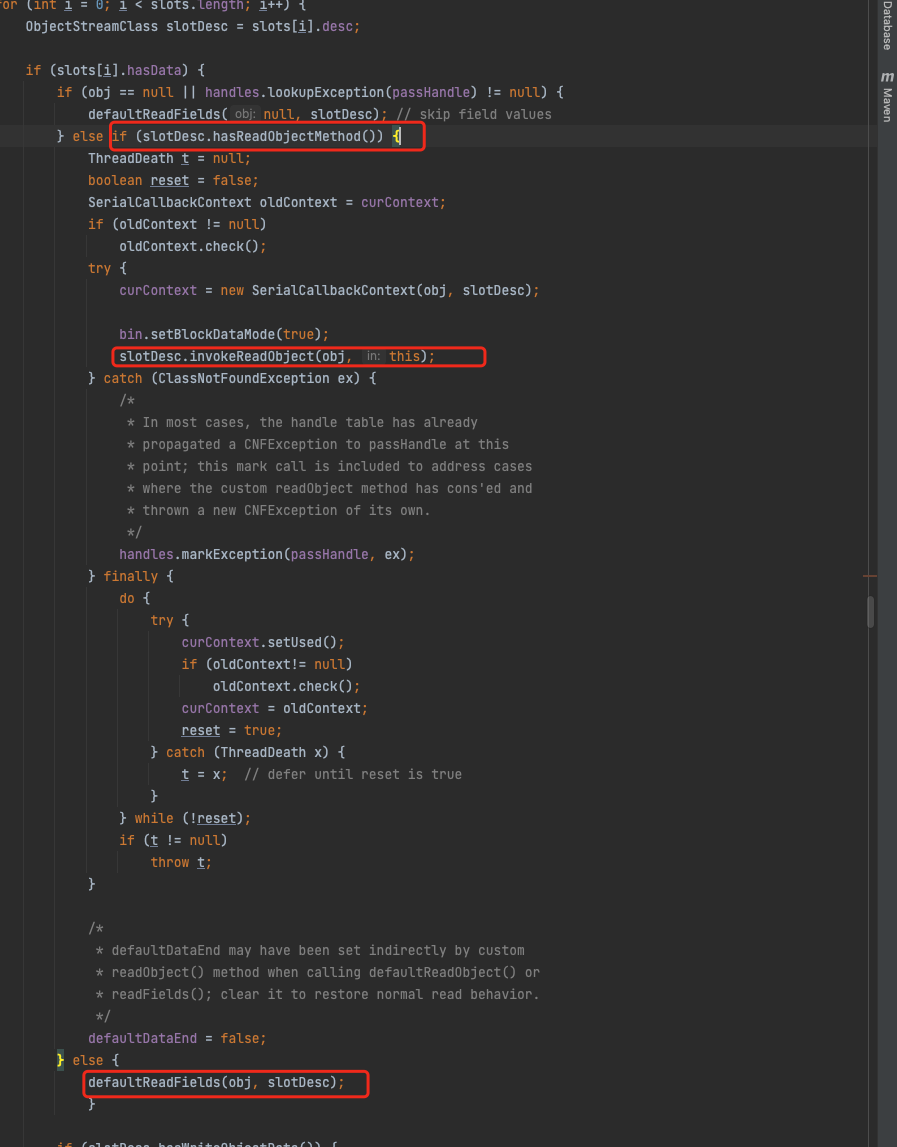 for (int i = 0; i < slots.length; i++) {
    ObjectStreamClass slotDesc = slots[i].desc;

    if (slots[i].hasData) {
        if (obj == null || handles.lookupException(passHandle) != null) {
            defaultReadFields( obj: null, slotDesc); // skip field values
        } else if (slotDesc.hasReadObjectMethod()) {
            ThreadDeath t = null;
            boolean reset = false;
            SerialCallbackContext oldContext = curContext;
            if (oldContext != null)
                oldContext.check();
            try {
                curContext = new SerialCallbackContext(obj, slotDesc);

                bin.setBlockDataMode(true);
                slotDesc.invokeReadObject(obj, in: this);
            } catch (ClassNotFoundException ex) {
                /*
                 * In most cases, the handle table has already
                 * propagated a CNFException to passHandle at this
                 * point; this mark call is included to address cases
                 * where the custom readObject method has cons'ed and
                 * thrown a new CNFException of its own.
                 */
                handles.markException(passHandle, ex);
            } finally {
                do {
                    try {
                        curContext.setUsed();
                        if (oldContext!= null)
                            oldContext.check();
                        curContext = oldContext;
                        reset = true;
                    } catch (ThreadDeath x) {
                        t = x;  // defer until reset is true
                    }
                } while (!reset);
                if (t != null)
                    throw t;
            }

            /*
             * defaultDataEnd may have been set indirectly by custom
             * readObject() method when calling defaultReadObject() or
             * readFields(); clear it to restore normal read behavior.
             */
            defaultDataEnd = false;
        } else {
            defaultReadFields(obj, slotDesc);
            }

        if (slotDesc.hasWriteObjectData()) {
Database
m Maven